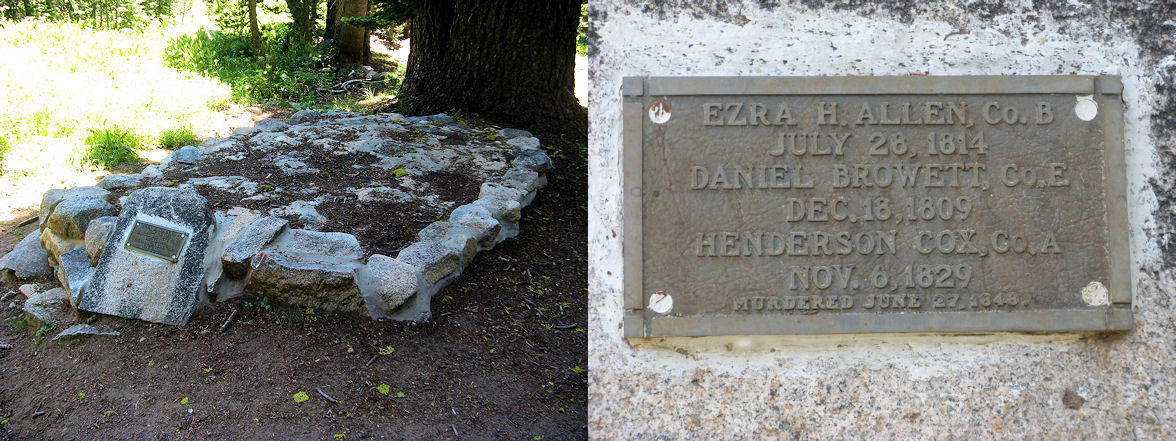 EZRA H. ALLEN, Co. B
JULY 28, 1814
DANIEL BROWETT, Co. E
DEC. 18, 1809
HENDERSON COX, Co. A
NOV. 6, 1829
MURDERED JUNE 27, 1848.